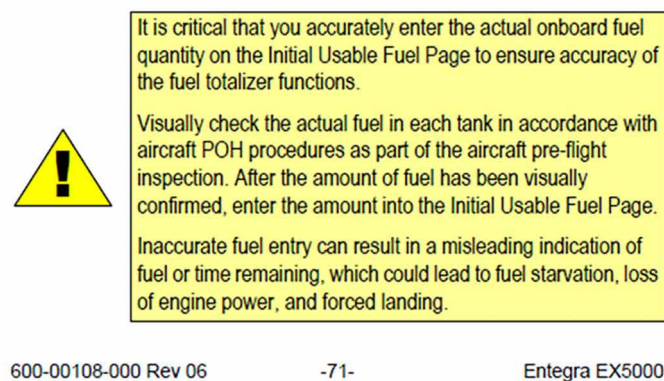 It is critical that you accurately enter the actual onboard fuel
quantity on the Initial Usable Fuel Page to ensure accuracy of
the fuel totalizer functions.
Visually check the actual fuel in each tank in accordance with
aircraft POH procedures as part of the aircraft pre-flight
inspection. After the amount of fuel has been visually
confirmed, enter the amount into the Initial Usable Fuel Page.
Inaccurate fuel entry can result in a misleading indication of
fuel or time remaining, which could lead to fuel starvation, loss
of engine power, and forced landing.
!
600-00108-000 Rev 06 -71- Entegra EX5000